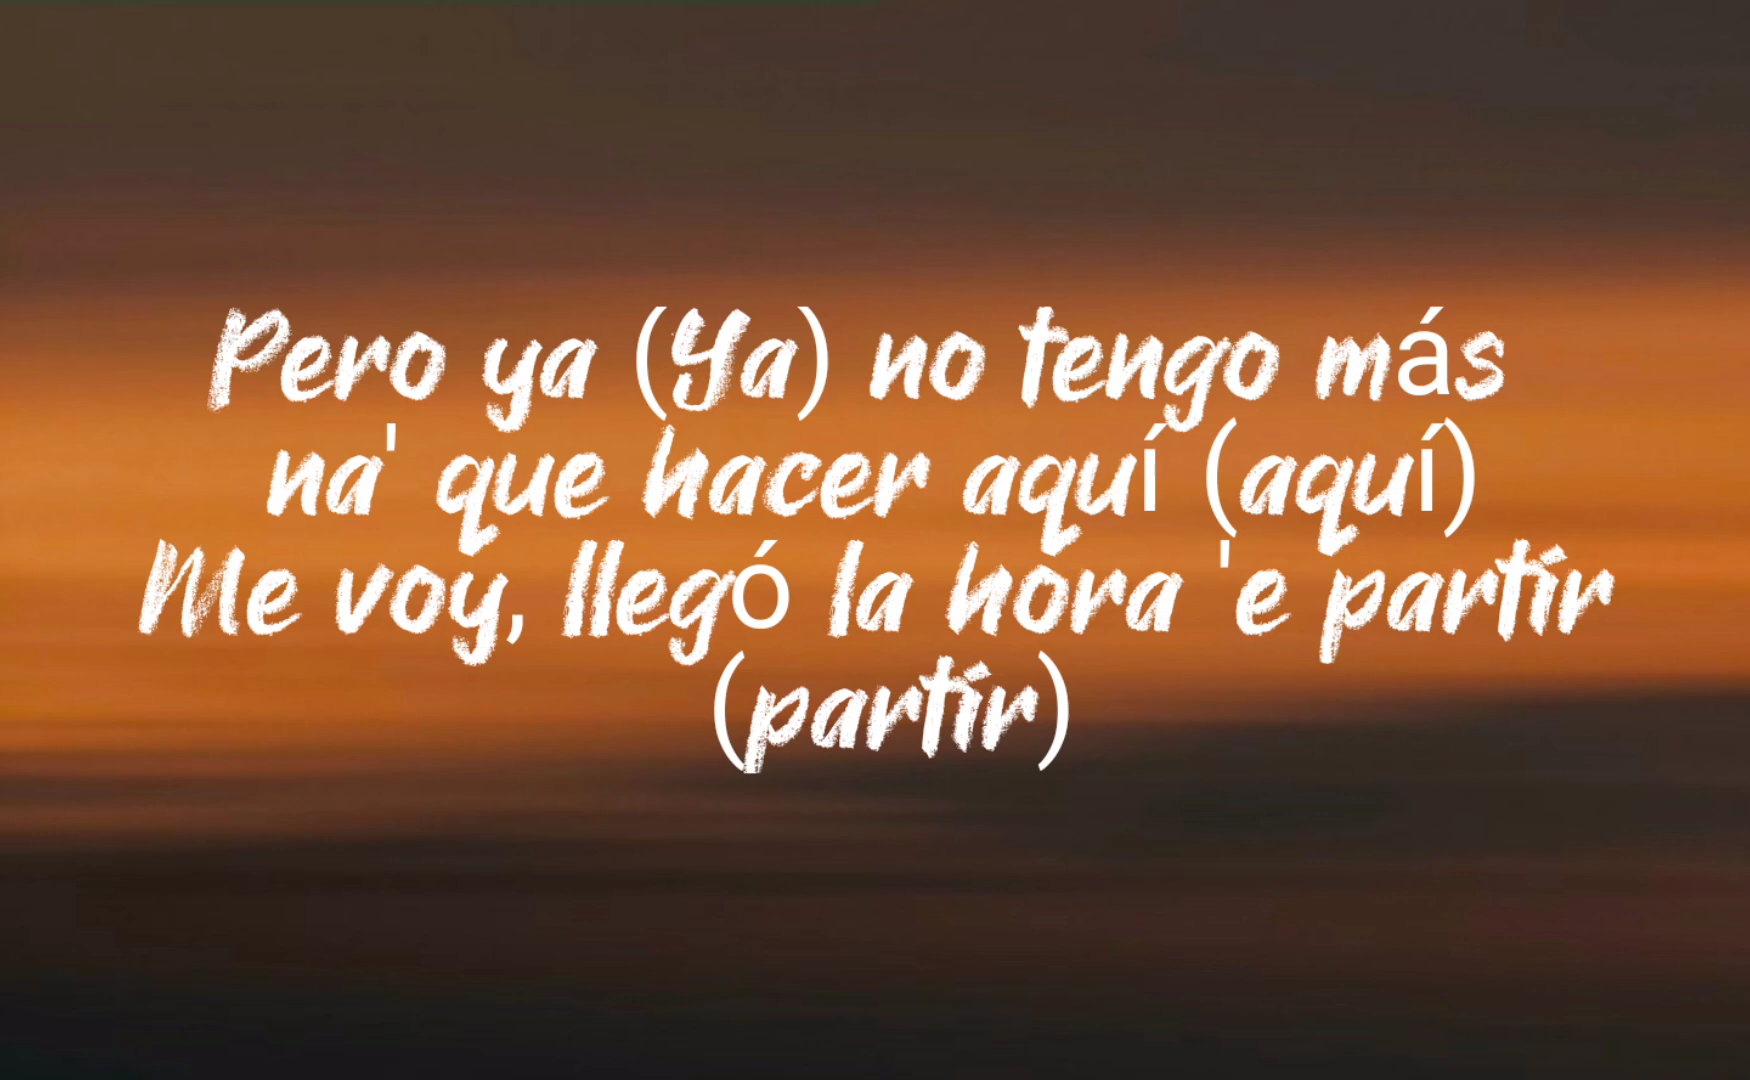 Pero ya (Ya) no tengo más
na' que hacer aquí (aquí)
Me voy, llegó la hora 'e partir
(partir)